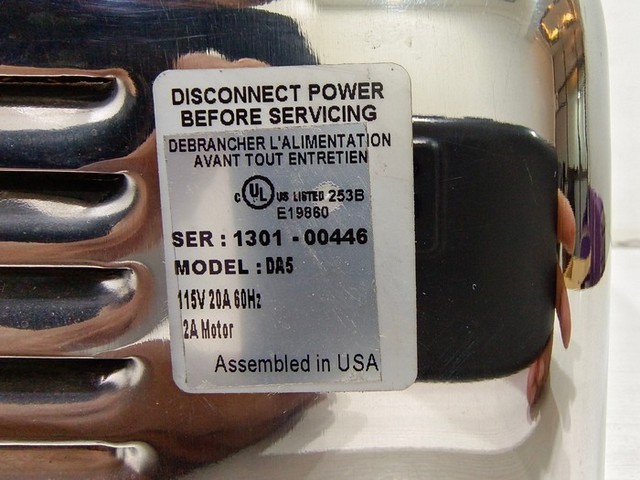 DISCONNECT POWER
BEFORE SERVICING
DEBRANCHER L'ALIMENTATION
AVANT TOUT ENTRETIEN
C UL US LISTED 253B
E19860
SER : 1301 - 00446
MODEL : DA5
115V 20A 60Hz
2A Motor
Assembled in USA